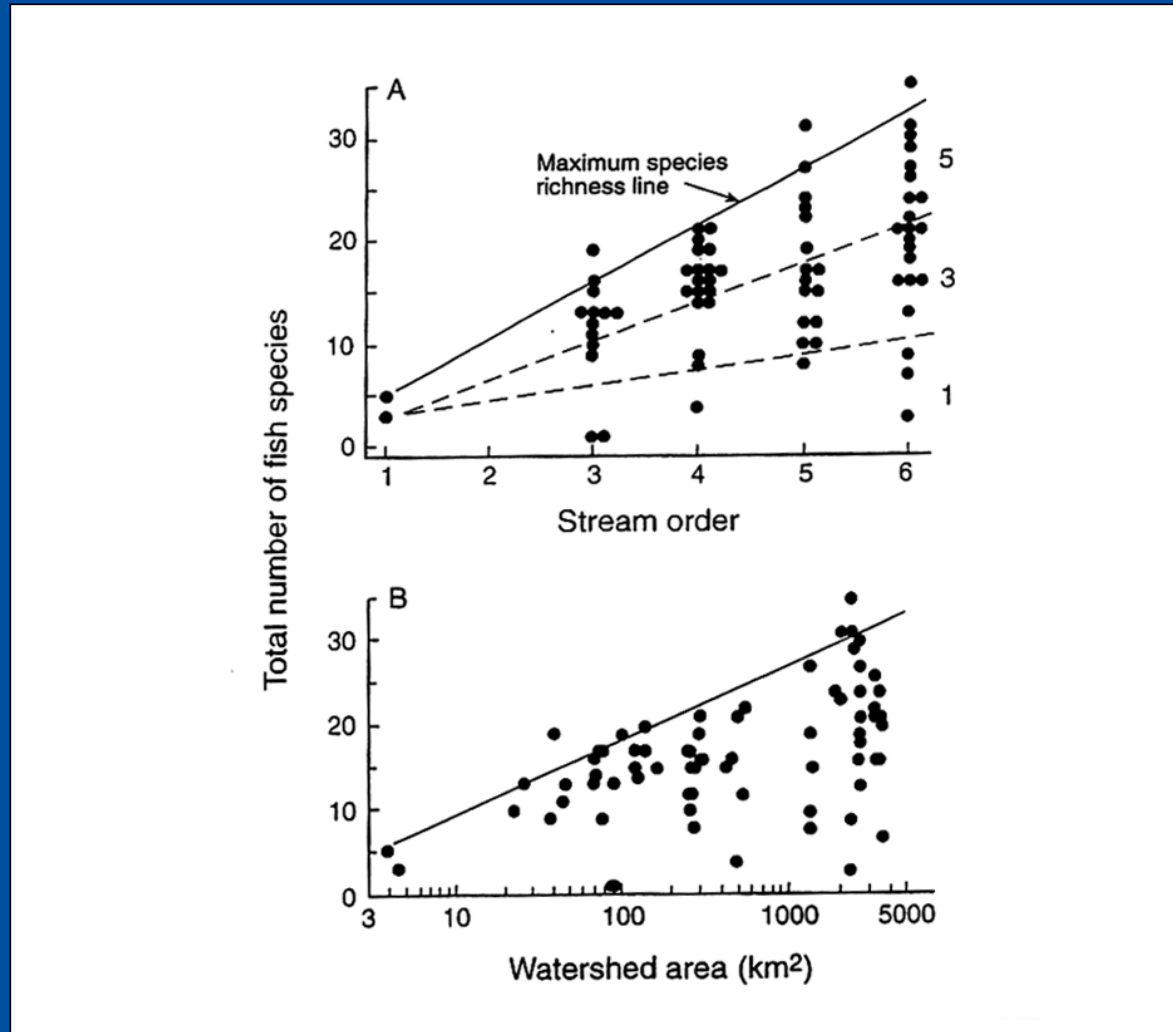 A
30
20
10
0
Maximum species
richness line
5
3
1
1 2 3 4 5 6
Stream order
Total number of fish species
B
30
20
10
0
3 10 100 1000 5000
Watershed area (km²)